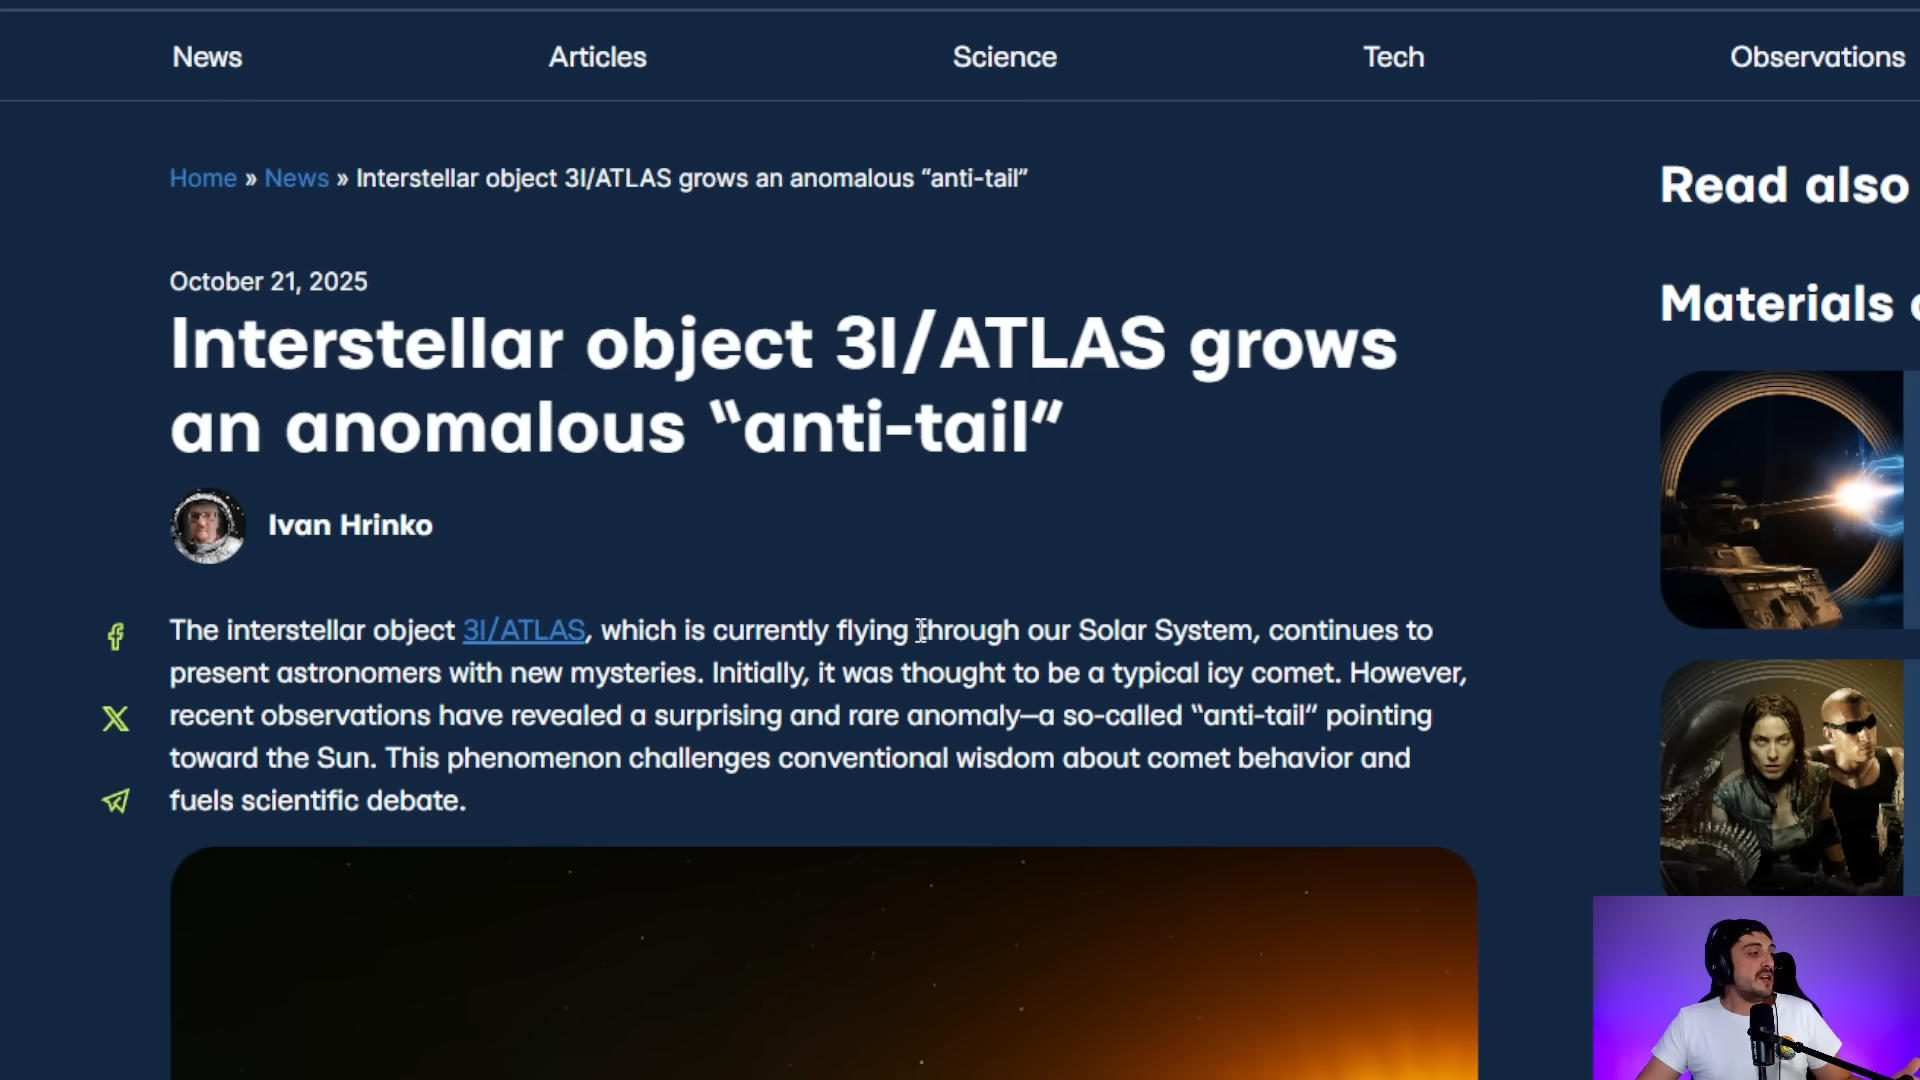 News Articles Science Tech Observations
Home » News » Interstellar object 3I/ATLAS grows an anomalous “anti-tail”
October 21, 2025
Interstellar object 3I/ATLAS grows
an anomalous “anti-tail”
Ivan Hrinko
The interstellar object 3I/ATLAS, which is currently flying through our Solar System, continues to
present astronomers with new mysteries. Initially, it was thought to be a typical icy comet. However,
recent observations have revealed a surprising and rare anomaly—a so-called “anti-tail” pointing
toward the Sun. This phenomenon challenges conventional wisdom about comet behavior and
fuels scientific debate.
Read also
Materials